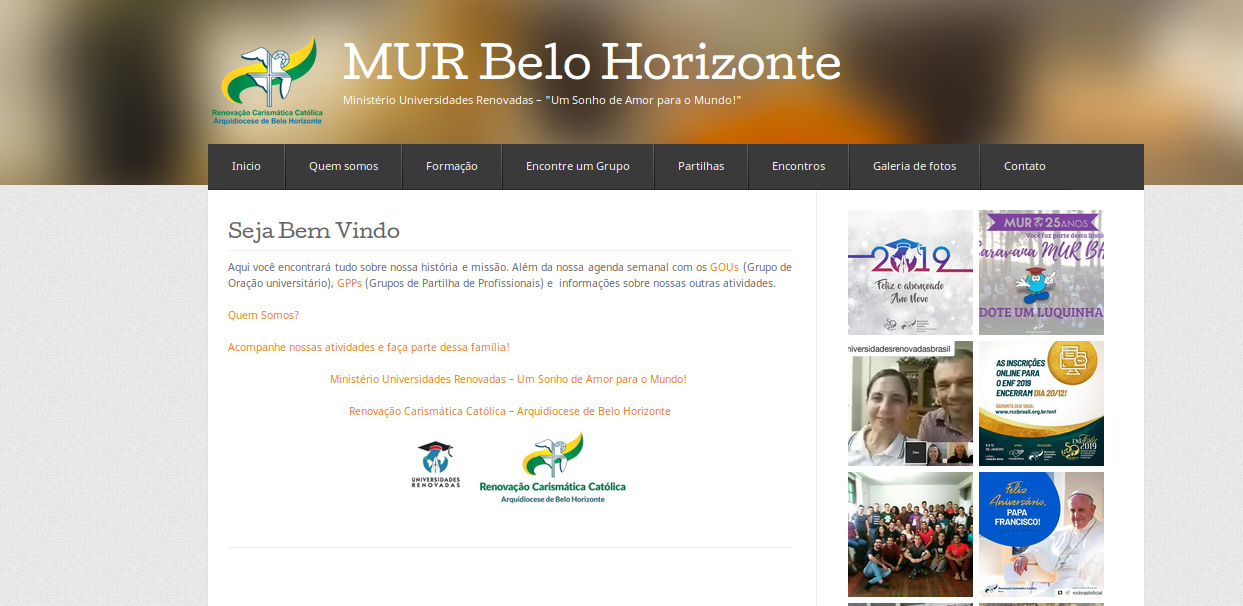 MUR Belo Horizonte
Ministério Universidades Renovadas – "Um Sonho de Amor para o Mundo!"
Renovação Carismática Católica
Arquidiocese de Belo Horizonte
Inicio
Quem somos
Formação
Encontre um Grupo
Partilhas
Encontros
Galeria de fotos
Contato
Seja Bem Vindo
Aqui você encontrará tudo sobre nossa história e missão. Além da nossa agenda semanal com os GOUs (Grupo de
Oração universitário), GPPs (Grupos de Partilha de Profissionais) e informações sobre nossas outras atividades.
Quem Somos?
Acompanhe nossas atividades e faça parte dessa família!
Ministério Universidades Renovadas – Um Sonho de Amor para o Mundo!
Renovação Carismática Católica – Arquidiocese de Belo Horizonte
UNIVERSIDADES
RENOVADAS
Renovação Carismática Católica
Arquidiocese de Belo Horizonte
2019
Feliz e abençoado
Ano Novo
MUR 25 ANOS
Você faz parte desta histó
Caravana MUR BH
DOTE UM LUQUINHA
niversidadesrenovadasbrasil
AS INSCRIÇÕES
ONLINE PARA
O ENF 2019
ENCERRAM DIA 20/12!
GARANTA SUA VAGA:
www.rccbrasil.org.br/enf
2019
Feliz
Aniversário,
PAPA
FRANCISCO!
rccbrasiloficial